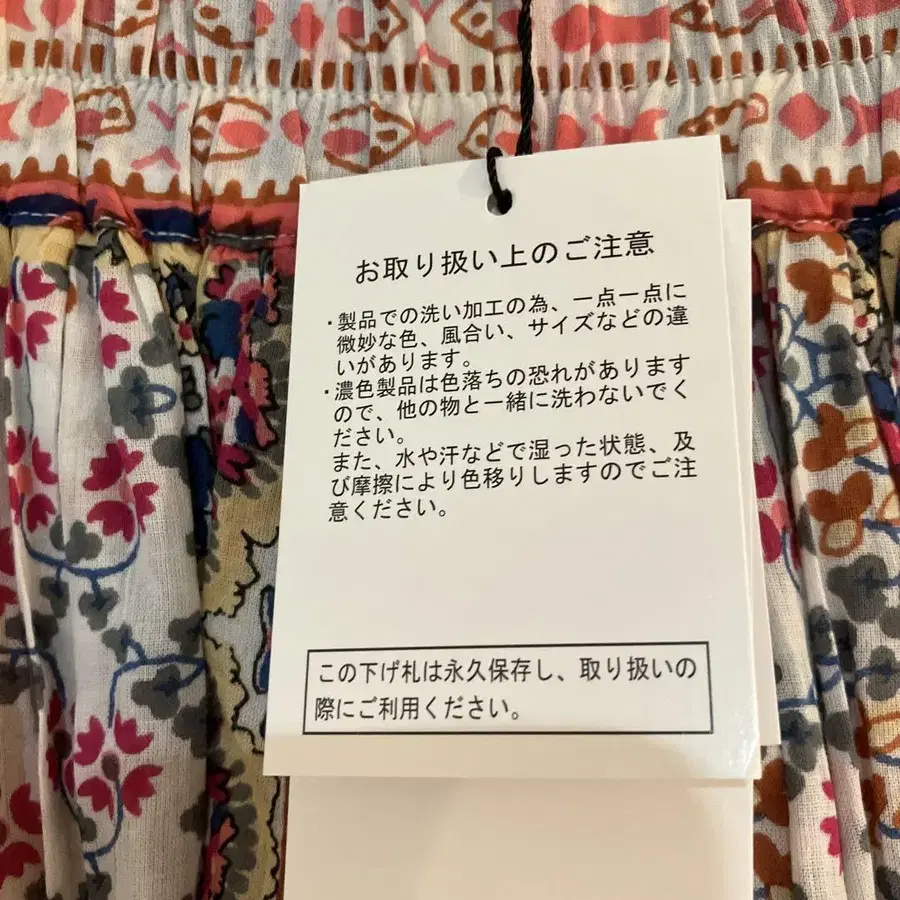 お取り扱い上のご注意
・製品での洗い加工の為、一点一点に
微妙な色、風合い、サイズなどの違
いがあります。
・濃色製品は色落ちの恐れがあります
ので、他の物と一緒に洗わないでく
ださい。
また、水や汗などで湿った状態、及
び摩擦により色移りしますのでご注
意ください。
この下げ札は永久保存し、取り扱いの
際にご利用ください。